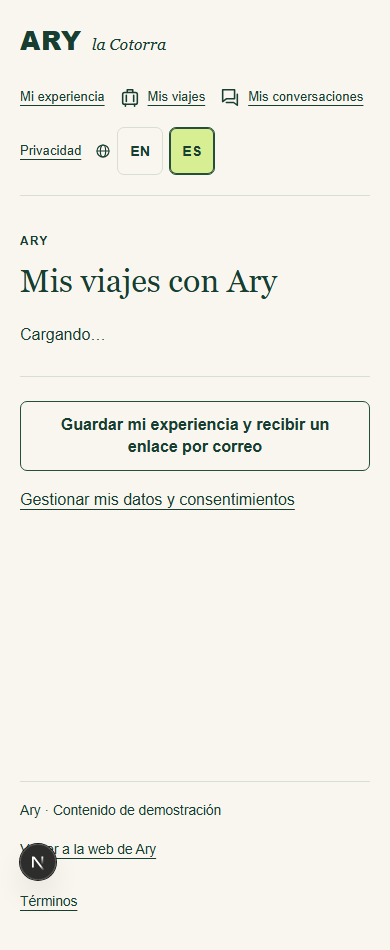 ARY la Cotorra
Mi experiencia Mis viajes Mis conversaciones
Privacidad EN ES
ARY
Mis viajes con Ary
Cargando...
Guardar mi experiencia y recibir un
enlace por correo
Gestionar mis datos y consentimientos
Ary · Contenido de demostración
a la web de Ary
N
Términos